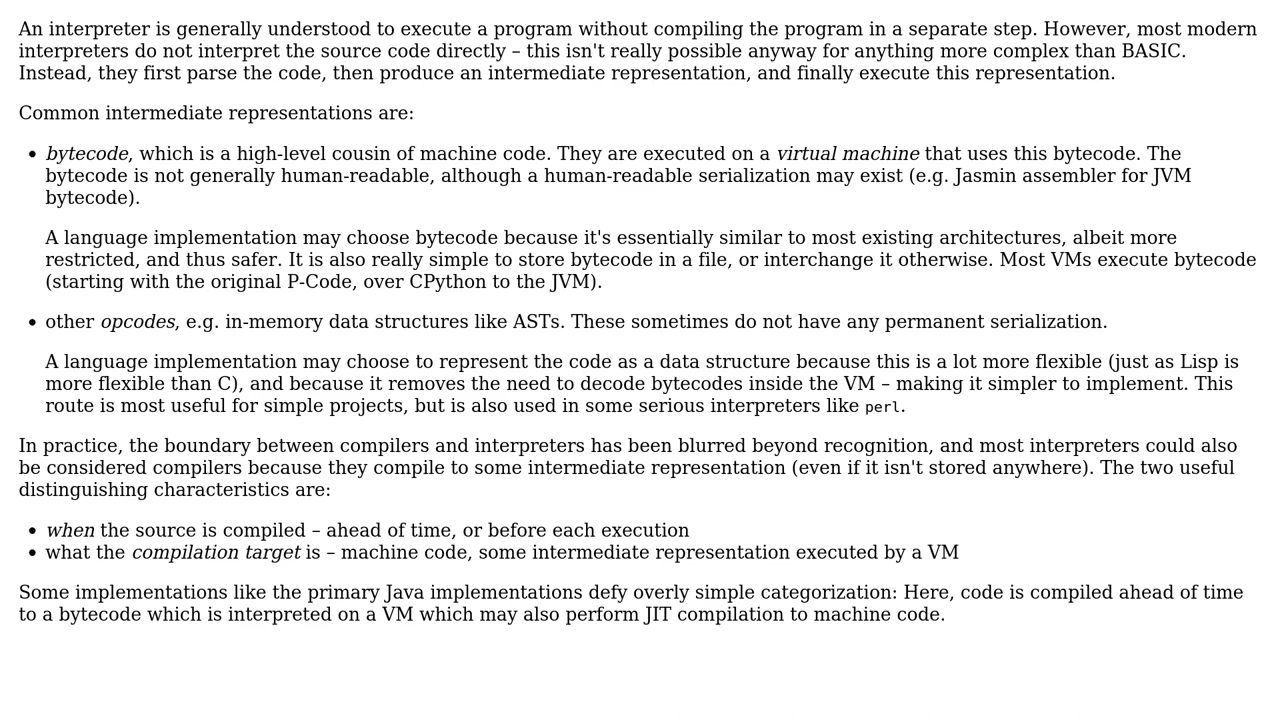 An interpreter is generally understood to execute a program without compiling the program in a separate step. However, most modern
interpreters do not interpret the source code directly – this isn't really possible anyway for anything more complex than BASIC.
Instead, they first parse the code, then produce an intermediate representation, and finally execute this representation.
Common intermediate representations are:
• bytecode, which is a high-level cousin of machine code. They are executed on a virtual machine that uses this bytecode. The
bytecode is not generally human-readable, although a human-readable serialization may exist (e.g. Jasmin assembler for JVM
bytecode).
A language implementation may choose bytecode because it's essentially similar to most existing architectures, albeit more
restricted, and thus safer. It is also really simple to store bytecode in a file, or interchange it otherwise. Most VMs execute bytecode
(starting with the original P-Code, over CPython to the JVM).
• other opcodes, e.g. in-memory data structures like ASTs. These sometimes do not have any permanent serialization.
A language implementation may choose to represent the code as a data structure because this is a lot more flexible (just as Lisp is
more flexible than C), and because it removes the need to decode bytecodes inside the VM – making it simpler to implement. This
route is most useful for simple projects, but is also used in some serious interpreters like perl.
In practice, the boundary between compilers and interpreters has been blurred beyond recognition, and most interpreters could also
be considered compilers because they compile to some intermediate representation (even if it isn't stored anywhere). The two useful
distinguishing characteristics are:
• when the source is compiled – ahead of time, or before each execution
• what the compilation target is – machine code, some intermediate representation executed by a VM
Some implementations like the primary Java implementations defy overly simple categorization: Here, code is compiled ahead of time
to a bytecode which is interpreted on a VM which may also perform JIT compilation to machine code.